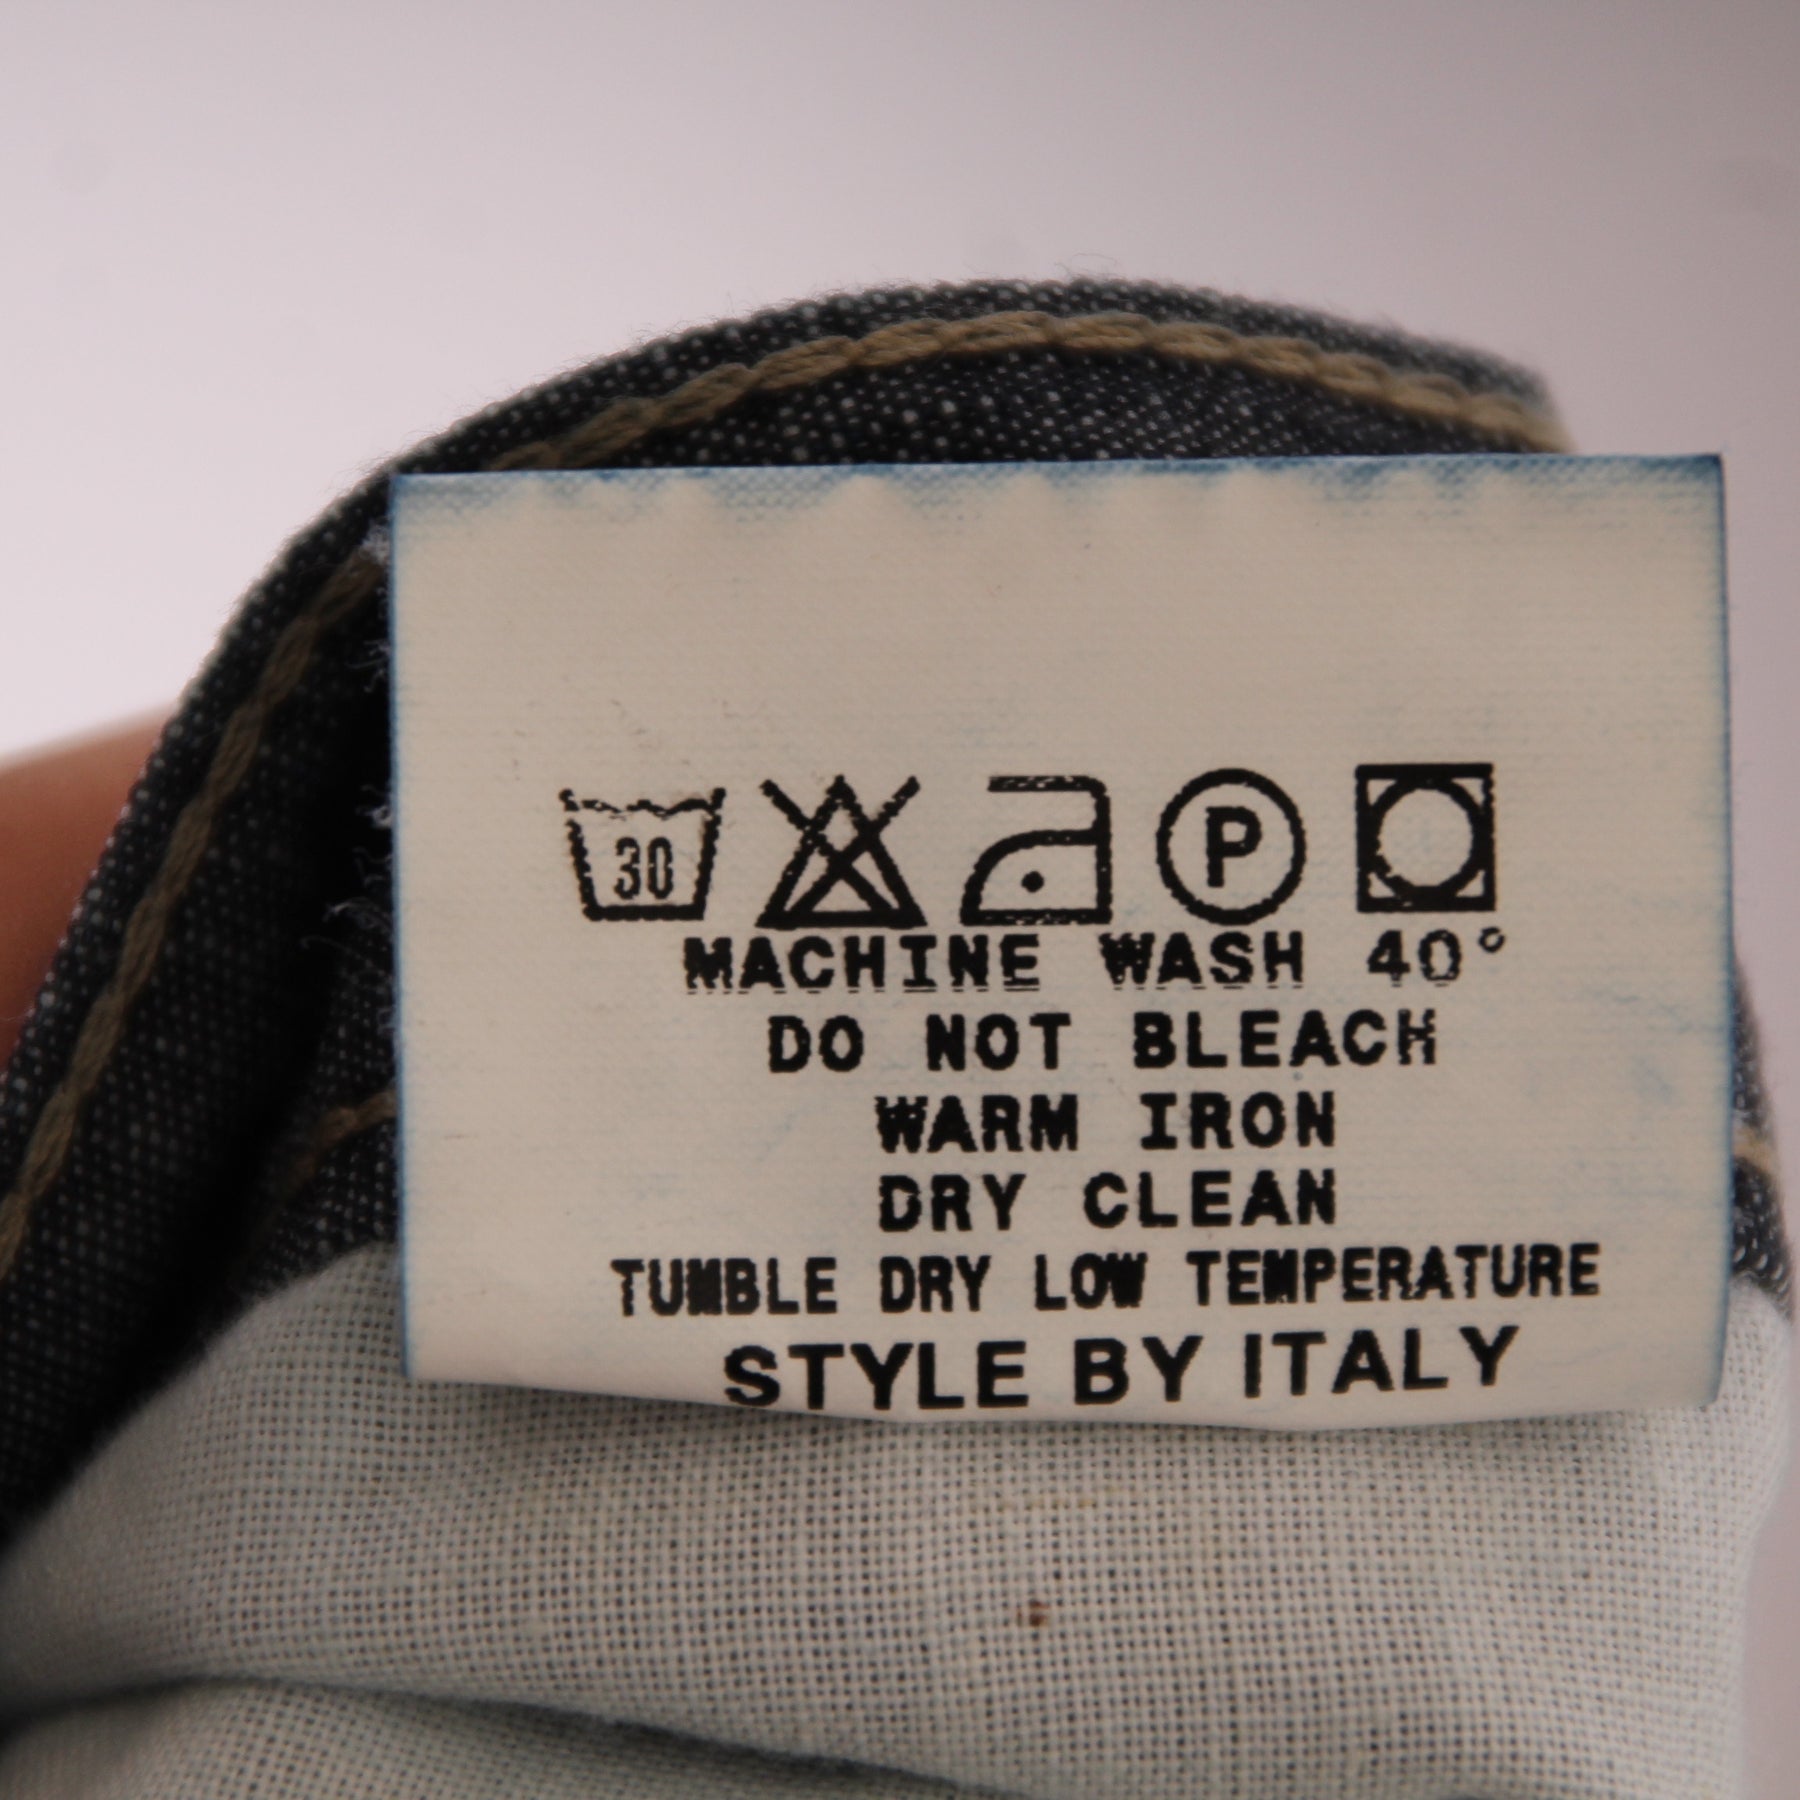 30 P
MACHINE WASH 40°
DO NOT BLEACH
WARM IRON
DRY CLEAN
TUMBLE DRY LOW TEMPERATURE
STYLE BY ITALY